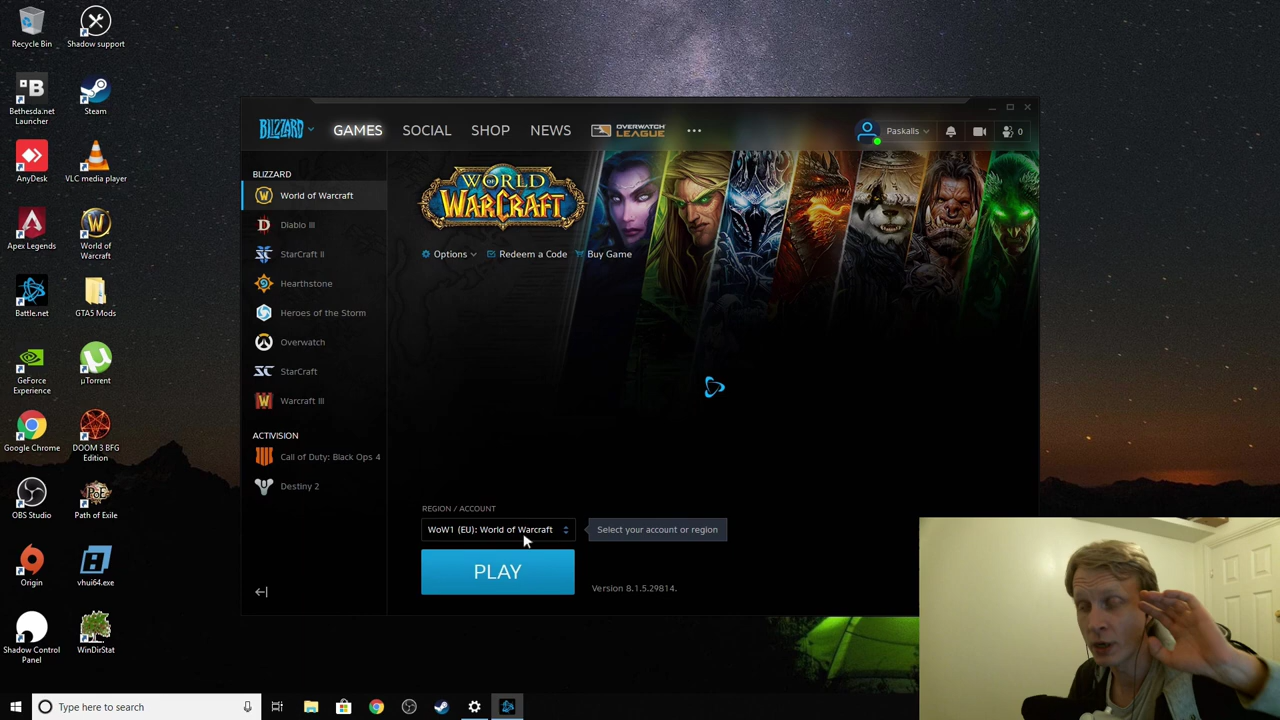 Recycle Bin
Shadow support
Bethesda.net
Launcher
Steam
AnyDesk
VLC media player
Apex Legends
World of
Warcraft
Battle.net
GTA5 Mods
GeForce
Experience
µTorrent
Google Chrome
DOOM 3 BFG
Edition
OBS Studio
Path of Exile
Origin
vhui64.exe
Shadow Control
Panel
WinDirStat
BLIZZARD
GAMES
SOCIAL
SHOP
NEWS
OVERWATCH
LEAGUE
Paskalis
0
BLIZZARD
World of Warcraft
Diablo III
StarCraft II
Hearthstone
Heroes of the Storm
Overwatch
StarCraft
Warcraft III
ACTIVISION
Call of Duty: Black Ops 4
Destiny 2
WORLD
OF
WARCRAFT
Options
Redeem a Code
Buy Game
REGION / ACCOUNT
WoW1 (EU): World of Warcraft
Select your account or region
PLAY
Version 8.1.5.29814.
Type here to search